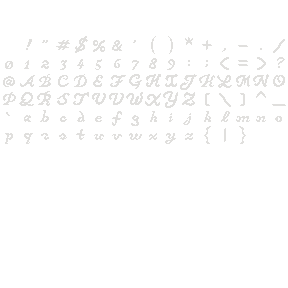 ! " # $ % & ' ( ) * + , - . /
0 1 2 3 4 5 6 7 8 9 : ; < = > ?
@ A B C D E F G H I J K L M N O
P Q R S T U V W X Y Z [ \ ] ^ _
` a b c d e f g h i j k l m n o
p q r s t u v w x y z { | }